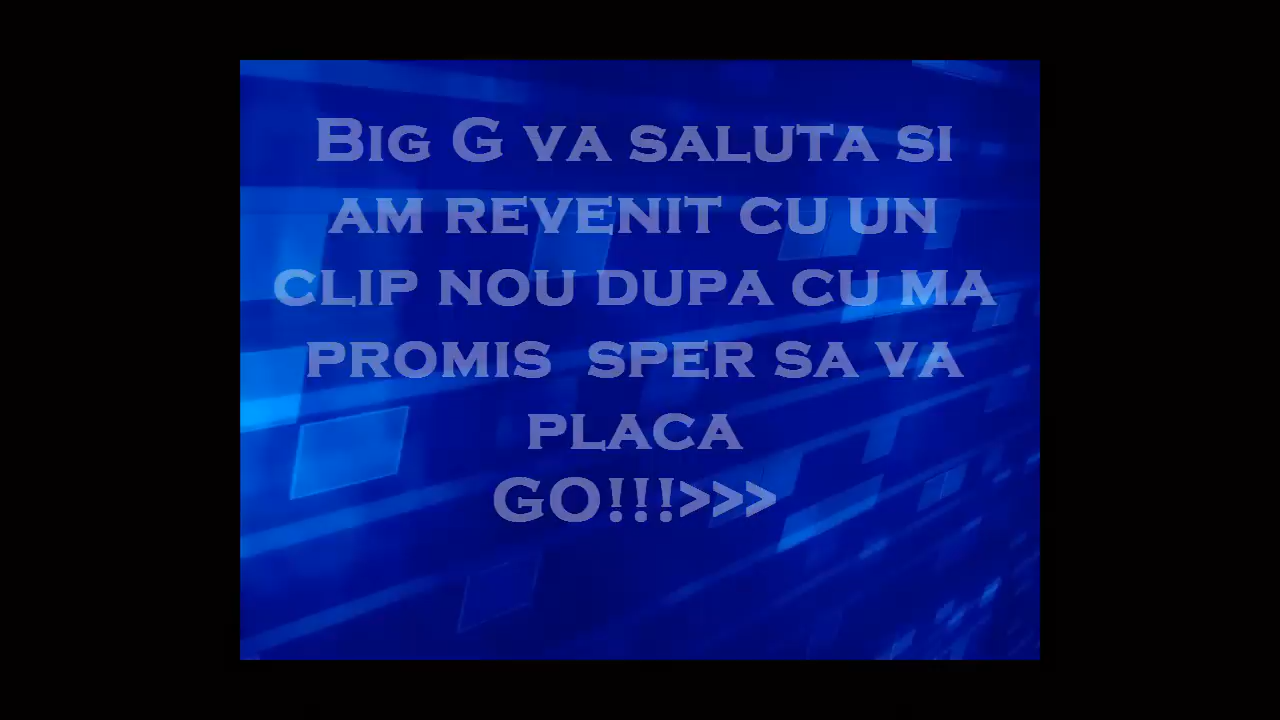 Big G va saluta si
am revenit cu un
clip nou dupa cu ma
promis sper sa va
placa
GO!!!>>>